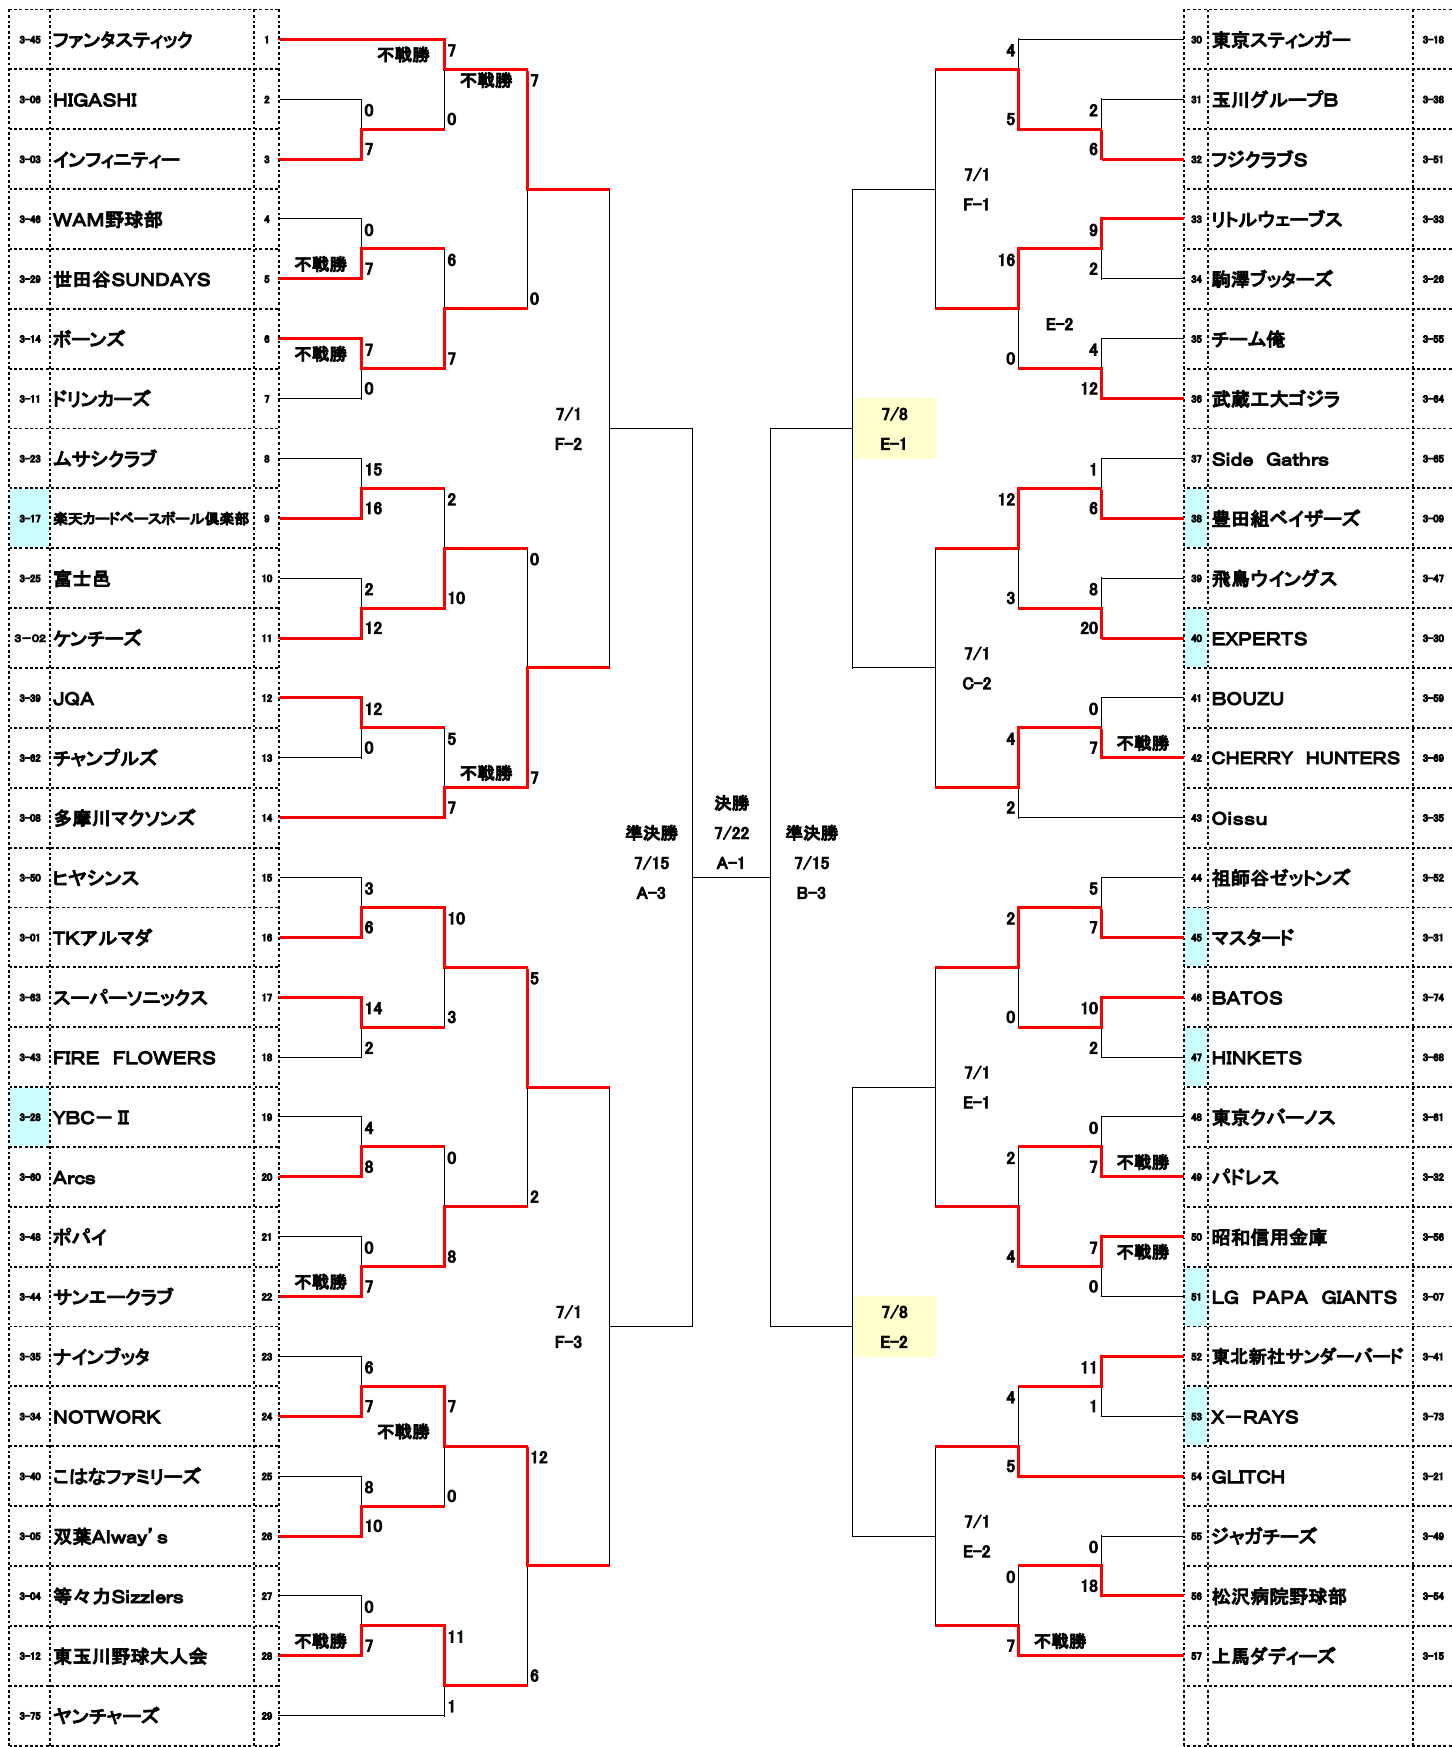 3-45 ファンタスティック 1
3-06 HIGASHI 2
3-03 インフィニティー 3
3-46 WAM野球部 4
3-29 世田谷SUNDAYS 5
3-14 ボーンズ 6
3-11 ドリンカーズ 7
3-23 ムサシクラブ 8
3-17 楽天カードベースボール倶楽部 9
3-25 富士邑 10
3-02 ケンチーズ 11
3-39 JQA 12
3-62 チャンプルズ 13
3-08 多摩川マクソンズ 14
3-50 ヒヤシンス 15
3-01 TKアルマダ 16
3-63 スーパーソニックス 17
3-43 FIRE FLOWERS 18
3-28 YBC-Ⅱ 19
3-60 Arcs 20
3-48 ポパイ 21
3-44 サンエークラブ 22
3-35 ナインブッタ 23
3-34 NOTWORK 24
3-40 こはなファミリーズ 25
3-05 双葉Alway's 26
3-04 等々力Sizzlers 27
3-12 東玉川野球大人会 28
3-75 ヤンチャーズ 29
0
7
0
不戦勝 7
不戦勝 7
0
15
16
2
12
12
0
3
6
14
2
4
8
0
不戦勝 7
6
7
8
10
0
不戦勝 7
不戦勝 7
0
6
7
2
10
5
7
10
3
0
8
不戦勝 7
0
11
1
不戦勝 7
0
0
不戦勝 7
5
2
12
6
7/1
F-2
7/1
F-3
準決勝
7/15
A-3
決勝
7/22
A-1
準決勝
7/15
B-3
7/8
E-1
7/8
E-2
7/1
F-1
7/1
C-2
7/1
E-1
7/1
E-2
4
5
16
E-2
0
12
3
4
2
2
0
2
4
4
5
0
7 不戦勝
2
6
9
2
4
12
1
6
8
20
0
7 不戦勝
5
7
10
2
0
7 不戦勝
7 不戦勝
0
11
1
0
18
30 東京スティンガー 3-18
31 玉川グループB 3-38
32 フジクラブS 3-51
33 リトルウェーブス 3-33
34 駒澤ブッターズ 3-26
35 チーム俺 3-55
36 武蔵工大ゴジラ 3-64
37 Side Gathrs 3-65
38 豊田組ベイザーズ 3-09
39 飛鳥ウイングス 3-47
40 EXPERTS 3-30
41 BOUZU 3-59
42 CHERRY HUNTERS 3-69
43 Oissu 3-35
44 祖師谷ゼットンズ 3-52
45 マスタード 3-31
46 BATOS 3-74
47 HINKETS 3-68
48 東京クバーノス 3-61
49 パドレス 3-32
50 昭和信用金庫 3-56
51 LG PAPA GIANTS 3-07
52 東北新社サンダーバード 3-41
53 X-RAYS 3-73
54 GLITCH 3-21
55 ジャガチーズ 3-49
56 松沢病院野球部 3-54
57 上馬ダディーズ 3-15